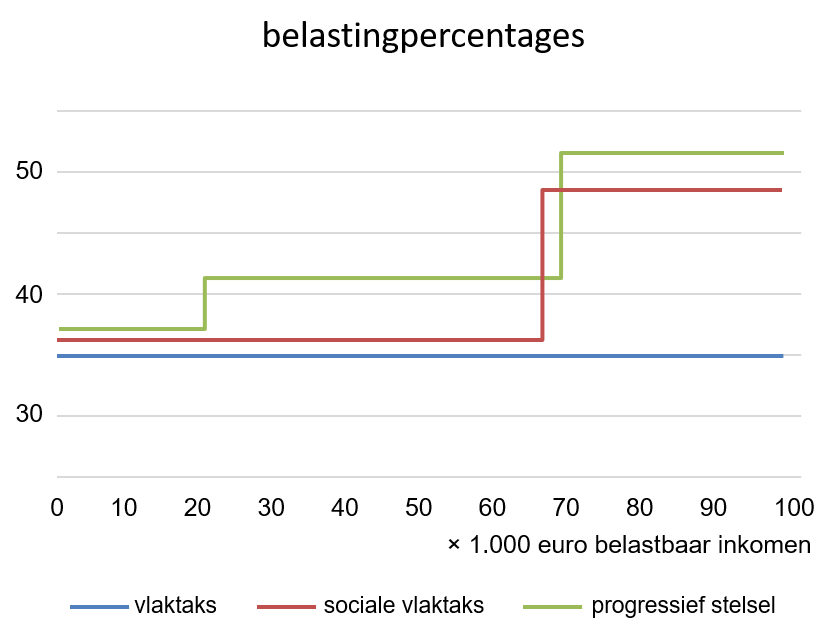 belastingpercentages
50
40
30
0 10 20 30 40 50 60 70 80 90 100
× 1.000 euro belastbaar inkomen
vlaktaks sociale vlaktaks progressief stelsel